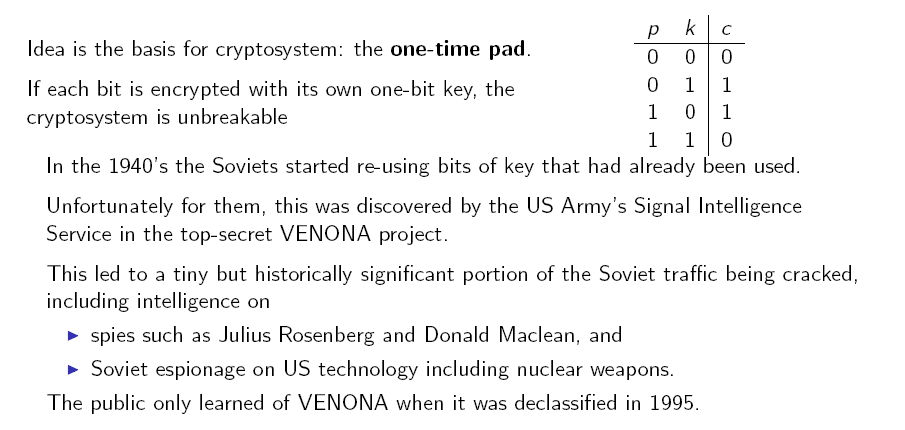 Idea is the basis for cryptosystem: the one-time pad.
If each bit is encrypted with its own one-bit key, the
cryptosystem is unbreakable
p k c
0 0 0
0 1 1
1 0 1
1 1 0
In the 1940's the Soviets started re-using bits of key that had already been used.
Unfortunately for them, this was discovered by the US Army's Signal Intelligence
Service in the top-secret VENONA project.
This led to a tiny but historically significant portion of the Soviet traffic being cracked,
including intelligence on
▶ spies such as Julius Rosenberg and Donald Maclean, and
▶ Soviet espionage on US technology including nuclear weapons.
The public only learned of VENONA when it was declassified in 1995.